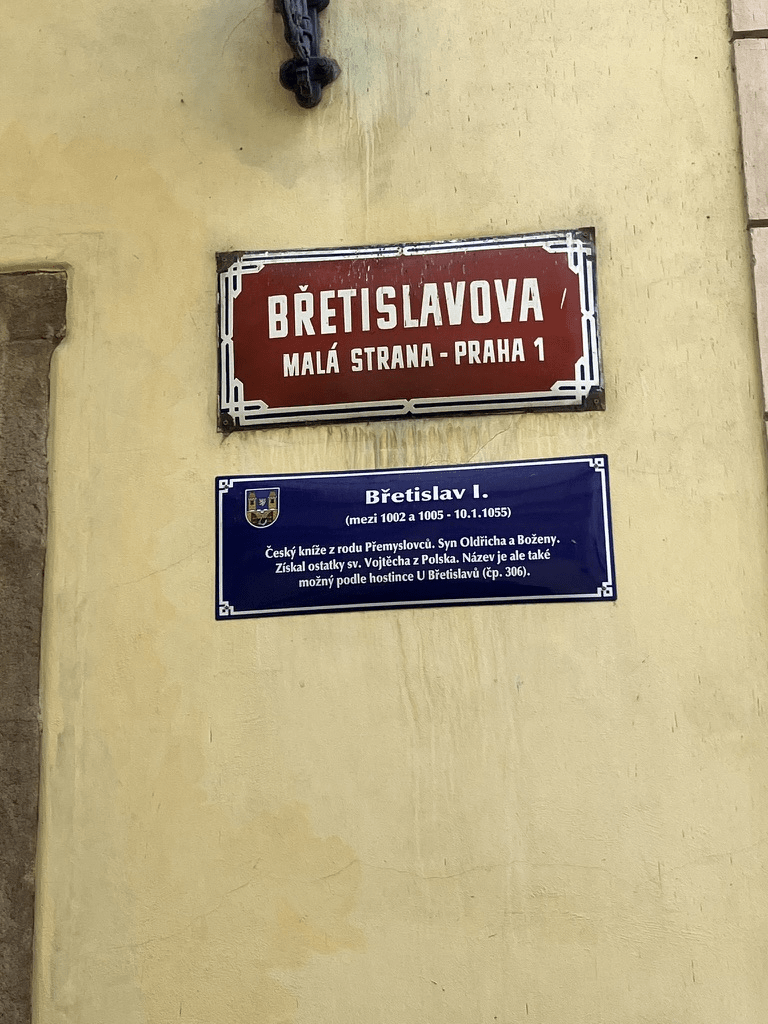 BŘETISLAVOVA
MALÁ STRANA - PRAHA 1
Břetislav I.
(mezi 1002 a 1005 - 10.1.1055)
Český kníže z rodu Přemyslovců. Syn Oldřicha a Boženy.
Získal ostatky sv. Vojtěcha z Polska. Název je ale také
možný podle hostince U Břetislavů (čp. 306).